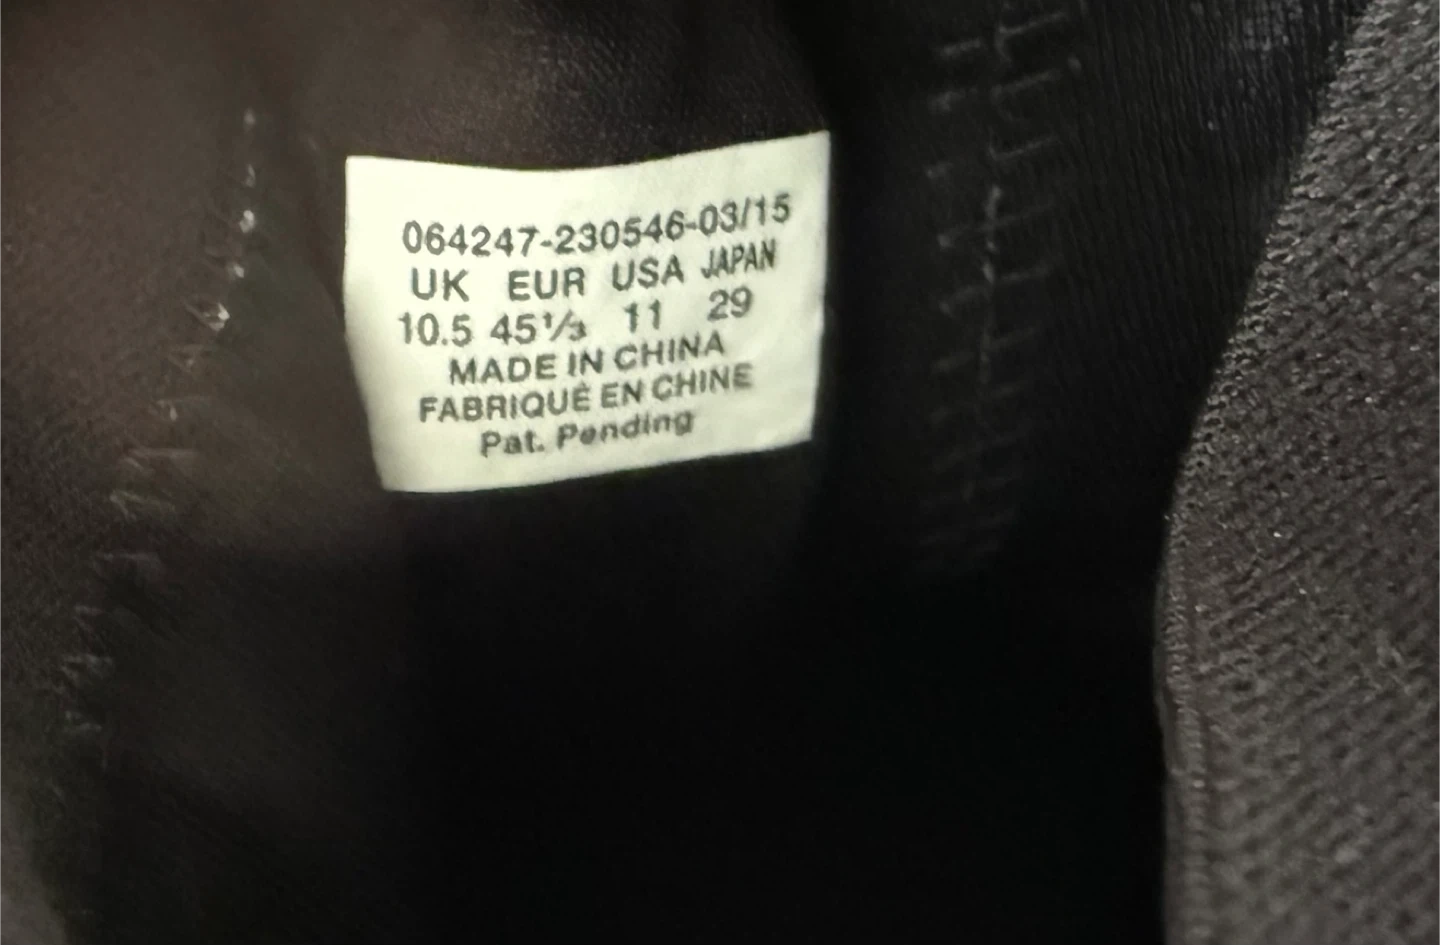 064247-230546-03/15
UK EUR USA JAPAN
10.5 45⅓ 11 29
MADE IN CHINA
FABRIQUÉ EN CHINE
Pat. Pending